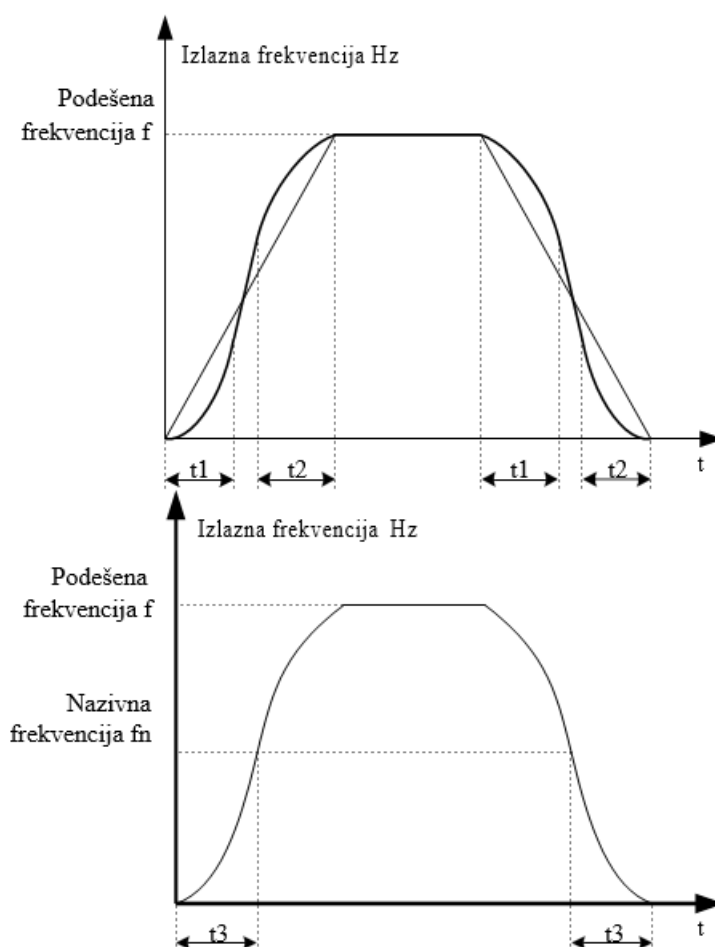 Izlazna frekvencija Hz
Podešena
frekvencija f
t1
t2
t1
t2
t
Izlazna frekvencija Hz
Podešena
frekvencija f
Nazivna
frekvencija fn
t3
t3
t